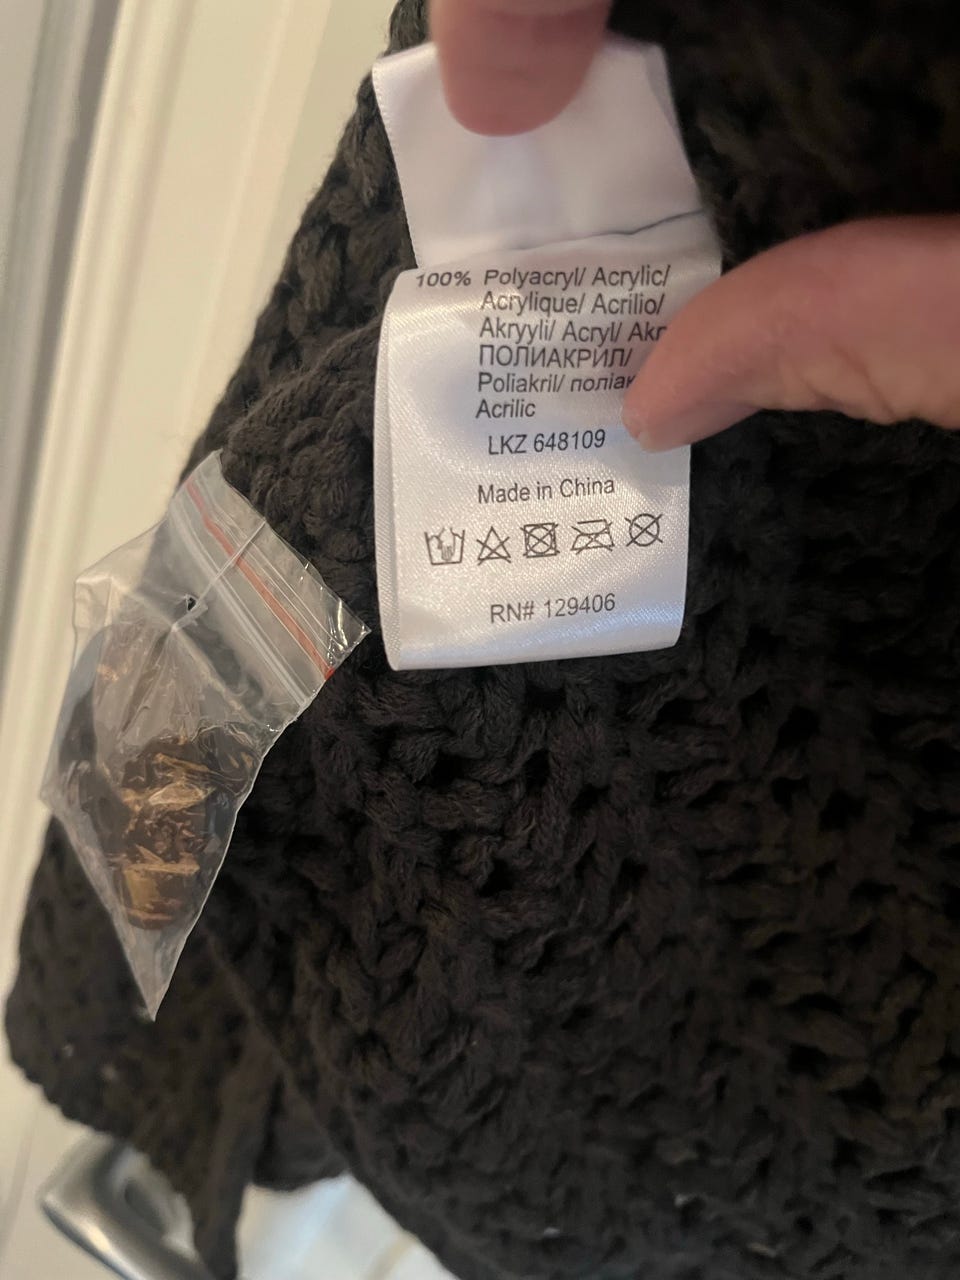 100% Polyacryl/ Acrylic/
Acrylique/ Acrilio/
Akryyli/ Acryl/
ПОЛИАКРИЛ/
Poliakril/
Acrilic
LKZ 648109
Made in China
RN# 129406